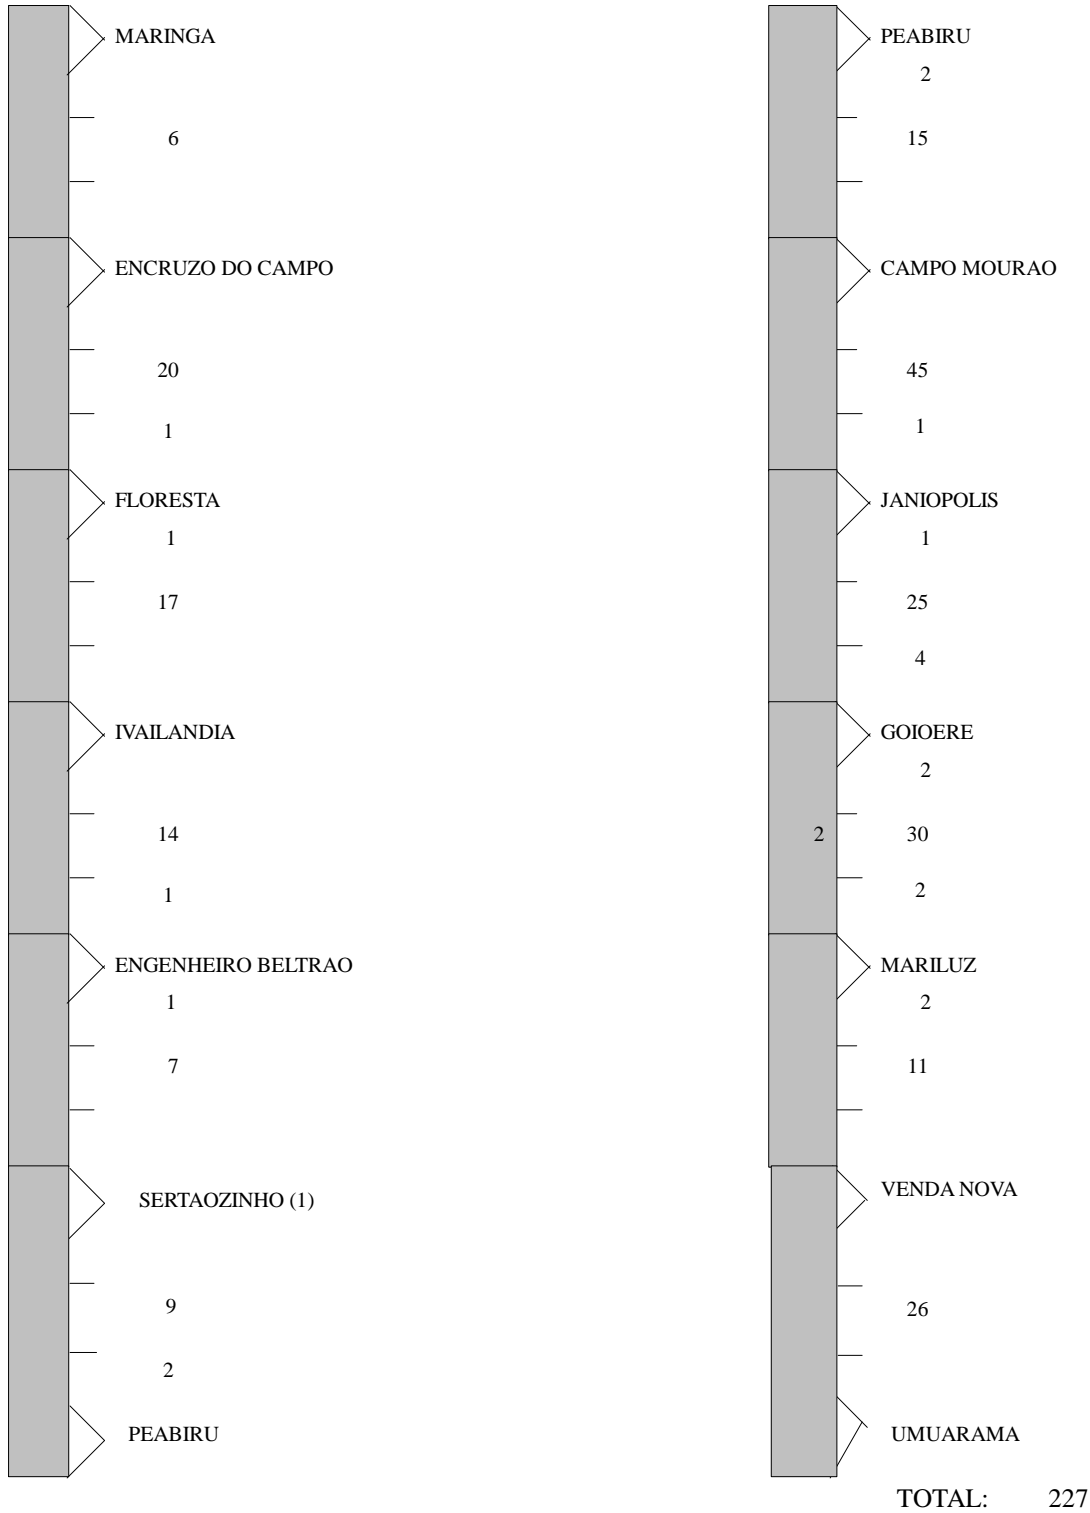 MARINGA
6
ENCRUZO DO CAMPO
20
1
FLORESTA
1
17
IVAILANDIA
14
1
ENGENHEIRO BELTRAO
1
7
SERTAOZINHO (1)
9
2
PEABIRU
PEABIRU
2
15
CAMPO MOURAO
45
1
JANIOPOLIS
1
25
4
GOIOERE
2
2 30
2
MARILUZ
2
11
VENDA NOVA
26
UMUARAMA
TOTAL: 227